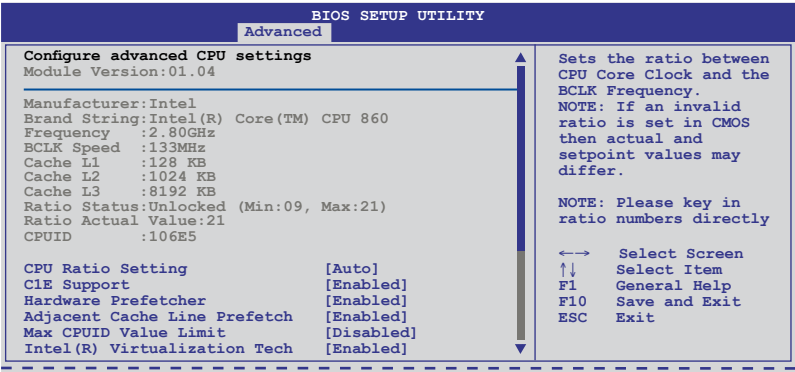 BIOS SETUP UTILITY
Advanced
Configure advanced CPU settings
Module Version:01.04
Manufacturer:Intel
Brand String:Intel(R) Core(TM) CPU 860
Frequency :2.80GHz
BCLK Speed :133MHz
Cache L1 :128 KB
Cache L2 :1024 KB
Cache L3 :8192 KB
Ratio Status:Unlocked (Min:09, Max:21)
Ratio Actual Value:21
CPUID :106E5
CPU Ratio Setting [Auto]
C1E Support [Enabled]
Hardware Prefetcher [Enabled]
Adjacent Cache Line Prefetch [Enabled]
Max CPUID Value Limit [Disabled]
Intel(R) Virtualization Tech [Enabled]
Sets the ratio between
CPU Core Clock and the
BCLK Frequency.
NOTE: If an invalid
ratio is set in CMOS
then actual and
setpoint values may
differ.
NOTE: Please key in
ratio numbers directly
←→ Select Screen
↑↓ Select Item
F1 General Help
F10 Save and Exit
ESC Exit